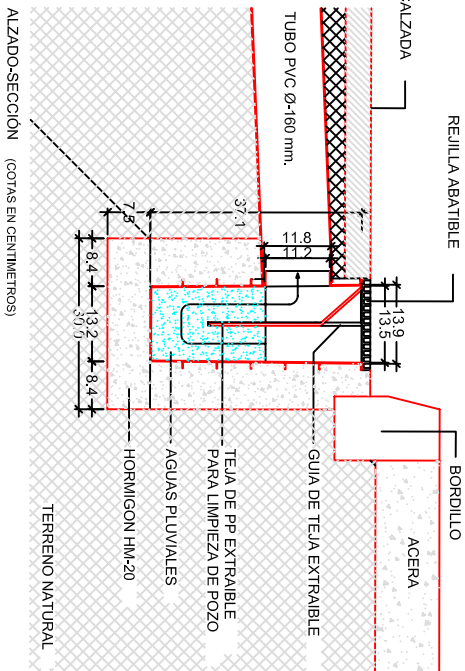 CALZADA
REJILLA ABATIBLE
BORDILLO
ACERA
TUBO PVC Ø-160 mm.
13.9
13.5
11.8
11.2
37.1
7.5
8.4
13.2
8.4
30.0
GUIA DE TEJA EXTRAIBLE
TEJA DE PP EXTRAIBLE
PARA LIMPIEZA DE POZO
AGUAS PLUVIALES
HORMIGON HM-20
TERRENO NATURAL
ALZADO-SECCIÓN (COTAS EN CENTIMETROS)